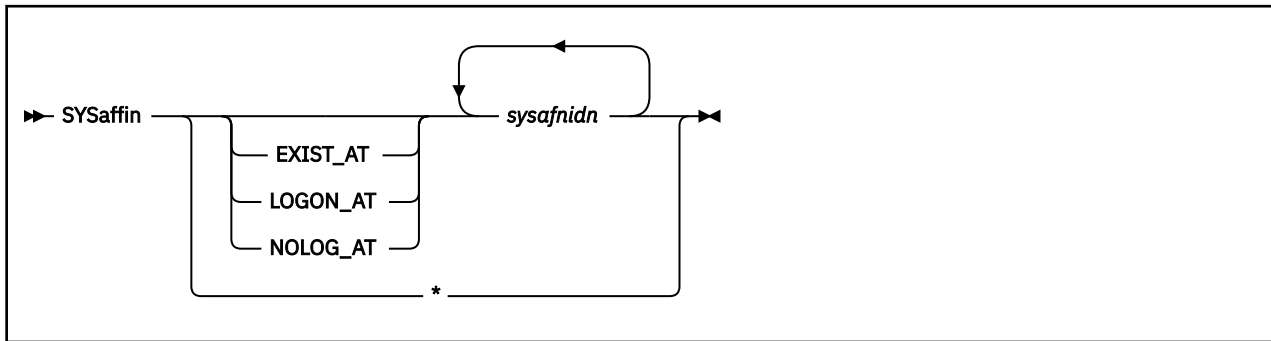 SYSaffin sysafnidn
EXIST_AT
LOGON_AT
NOLOG_AT
*